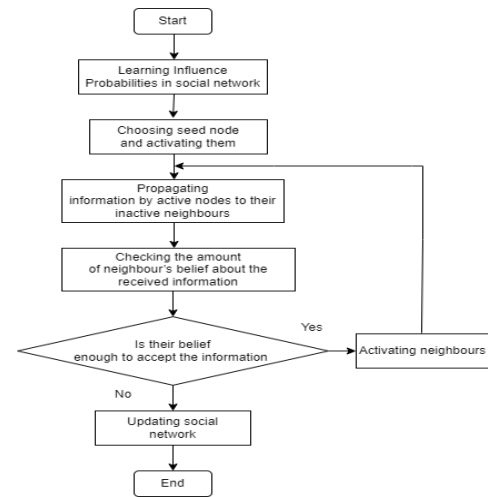 Start
Learning Influence
Probabilities in social network
Choosing seed node
and activating them
Propagating
information by active nodes to their
inactive neighbours
Checking the amount
of neighbour's belief about the
received information
Is their belief
enough to accept the information
Yes
Activating neighbours
No
Updating social
network
End